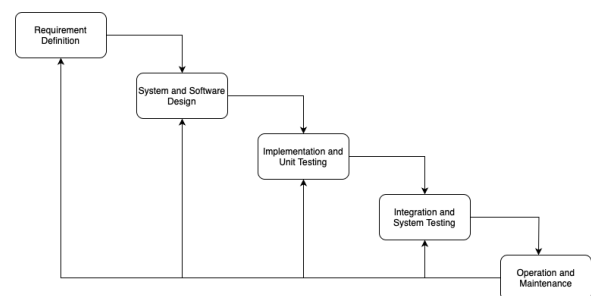 Requirement
Definition
System and Software
Design
Implementation and
Unit Testing
Integration and
System Testing
Operation and
Maintenance